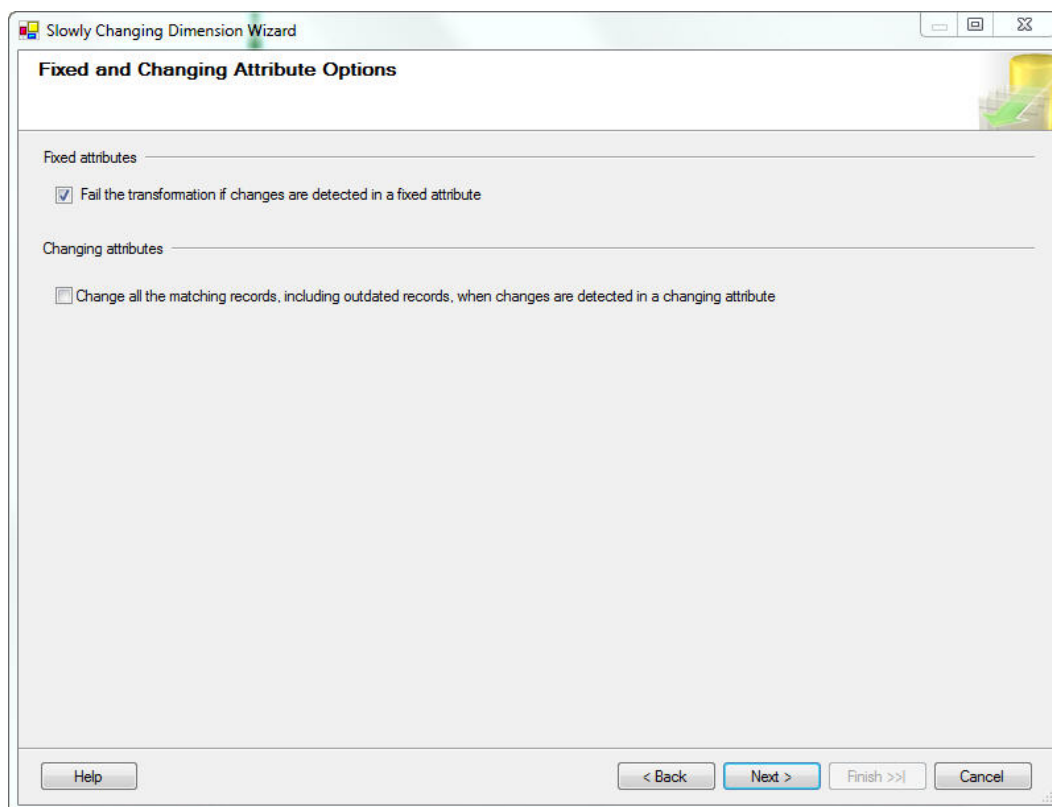 Slowly Changing Dimension Wizard
Fixed and Changing Attribute Options
Fixed attributes
Fail the transformation if changes are detected in a fixed attribute
Changing attributes
Change all the matching records, including outdated records, when changes are detected in a changing attribute
Help
< Back
Next >
Finish >>|
Cancel